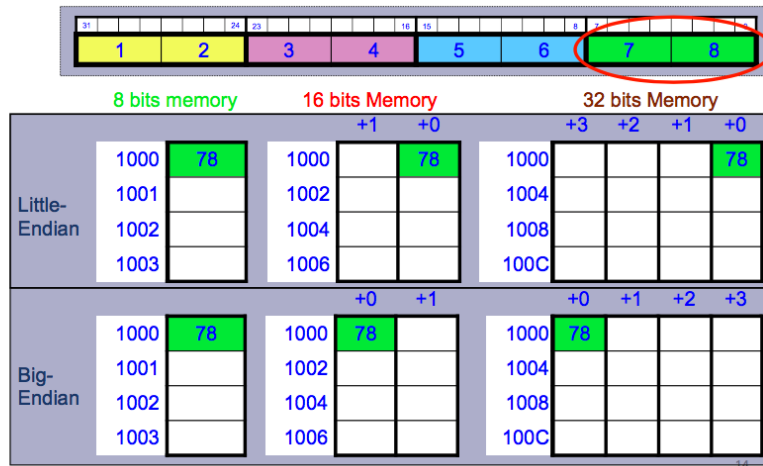 31 24 23 16 15 8 7
1 2 3 4 5 6 7 8
8 bits memory 16 bits Memory 32 bits Memory
+1 +0 +3 +2 +1 +0
1000 78 1000 78 1000 78
1001 1002 1004
Little-
Endian
1002 1004 1008
1003 1006 100C
+0 +1 +0 +1 +2 +3
1000 78 1000 78 1000 78
1001 1002 1004
Big-
Endian
1002 1004 1008
1003 1006 100C